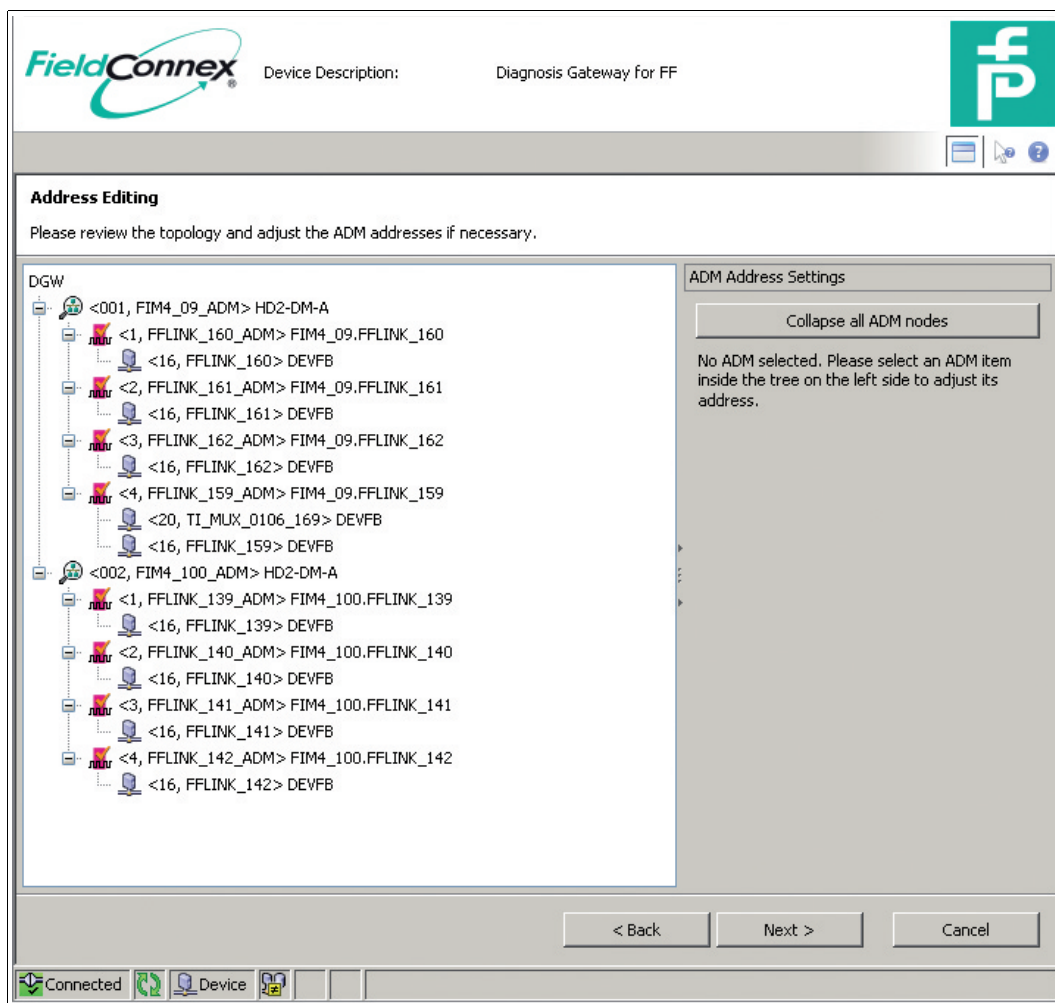 FieldConnex®
Device Description: Diagnosis Gateway for FF
Address Editing
Please review the topology and adjust the ADM addresses if necessary.
DGW
<001, FIM4_09_ADM> HD2-DM-A
<1, FFLINK_160_ADM> FIM4_09.FFLINK_160
<16, FFLINK_160> DEVFB
<2, FFLINK_161_ADM> FIM4_09.FFLINK_161
<16, FFLINK_161> DEVFB
<3, FFLINK_162_ADM> FIM4_09.FFLINK_162
<16, FFLINK_162> DEVFB
<4, FFLINK_159_ADM> FIM4_09.FFLINK_159
<20, TI_MUX_0106_169> DEVFB
<16, FFLINK_159> DEVFB
<002, FIM4_100_ADM> HD2-DM-A
<1, FFLINK_139_ADM> FIM4_100.FFLINK_139
<16, FFLINK_139> DEVFB
<2, FFLINK_140_ADM> FIM4_100.FFLINK_140
<16, FFLINK_140> DEVFB
<3, FFLINK_141_ADM> FIM4_100.FFLINK_141
<16, FFLINK_141> DEVFB
<4, FFLINK_142_ADM> FIM4_100.FFLINK_142
<16, FFLINK_142> DEVFB
ADM Address Settings
Collapse all ADM nodes
No ADM selected. Please select an ADM item
inside the tree on the left side to adjust its
address.
< Back
Next >
Cancel
Connected
Device